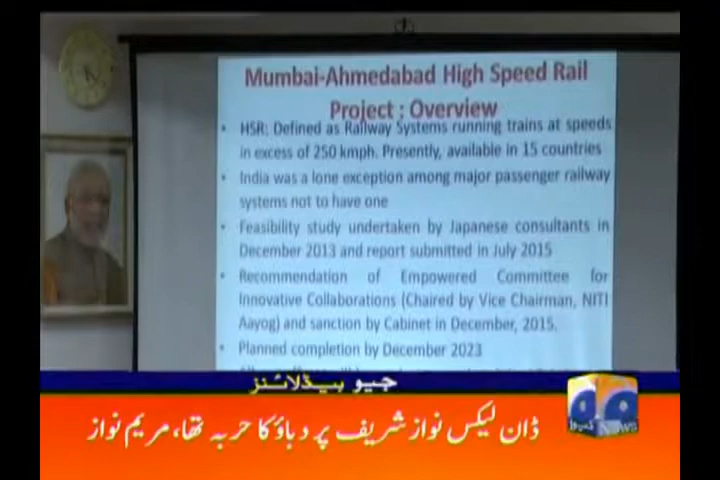 Mumbai-Ahmedabad High Speed Rail
Project : Overview
• HSR: Defined as Railway Systems running trains at speeds
in excess of 250 kmph. Presently, available in 15 countries
• India was a lone exception among major passenger railway
systems not to have one
• Feasibility study undertaken by Japanese consultants in
December 2013 and report submitted in July 2015
• Recommendation of Empowered Committee for
Innovative Collaborations (Chaired by Vice Chairman, NITI
Aayog) and sanction by Cabinet in December, 2015.
• Planned completion by December 2023
جیو ہیڈلائنز
ڈان لیکس نواز شریف پر دباؤ کا حربہ تھا، مریم نواز
NEWS